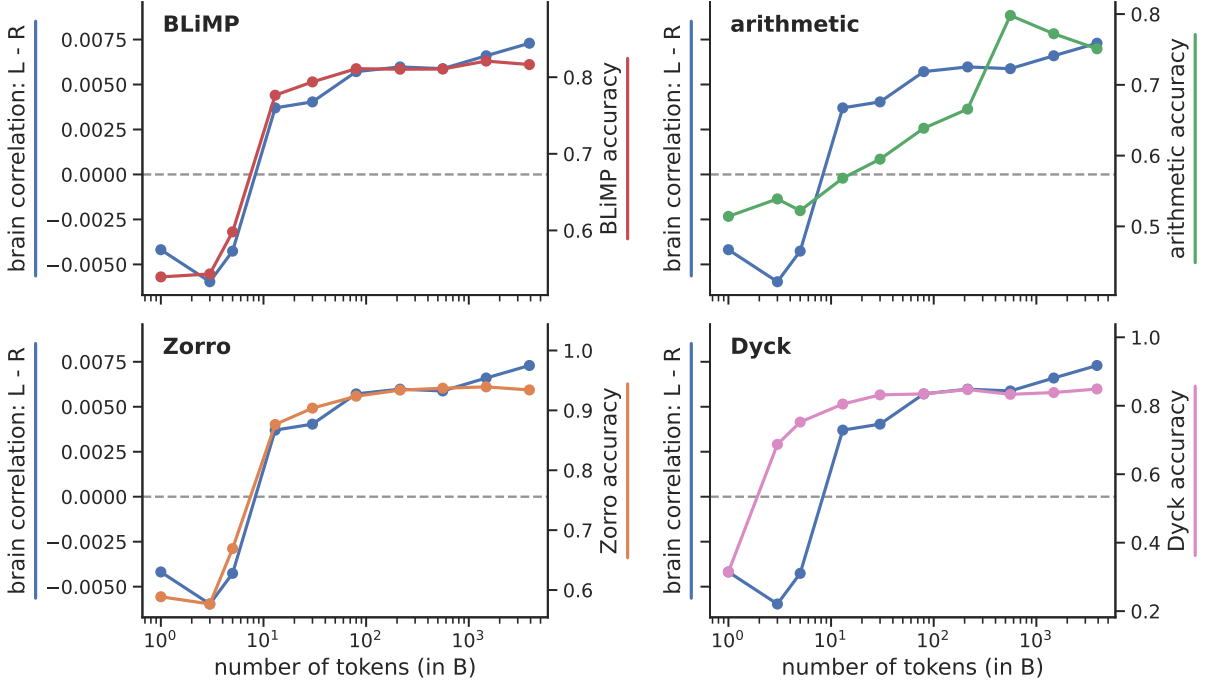 BLiMP
brain correlation: L - R
0.0075
0.0050
0.0025
0.0000
−0.0025
−0.0050
0.8
0.7
0.6
BLiMP accuracy
arithmetic
brain correlation: L - R
0.8
0.7
0.6
0.5
arithmetic accuracy
Zorro
brain correlation: L - R
0.0075
0.0050
0.0025
0.0000
−0.0025
−0.0050
1.0
0.9
0.8
0.7
0.6
Zorro accuracy
10⁰ 10¹ 10² 10³
number of tokens (in B)
Dyck
brain correlation: L - R
1.0
0.8
0.6
0.4
0.2
Dyck accuracy
10⁰ 10¹ 10² 10³
number of tokens (in B)